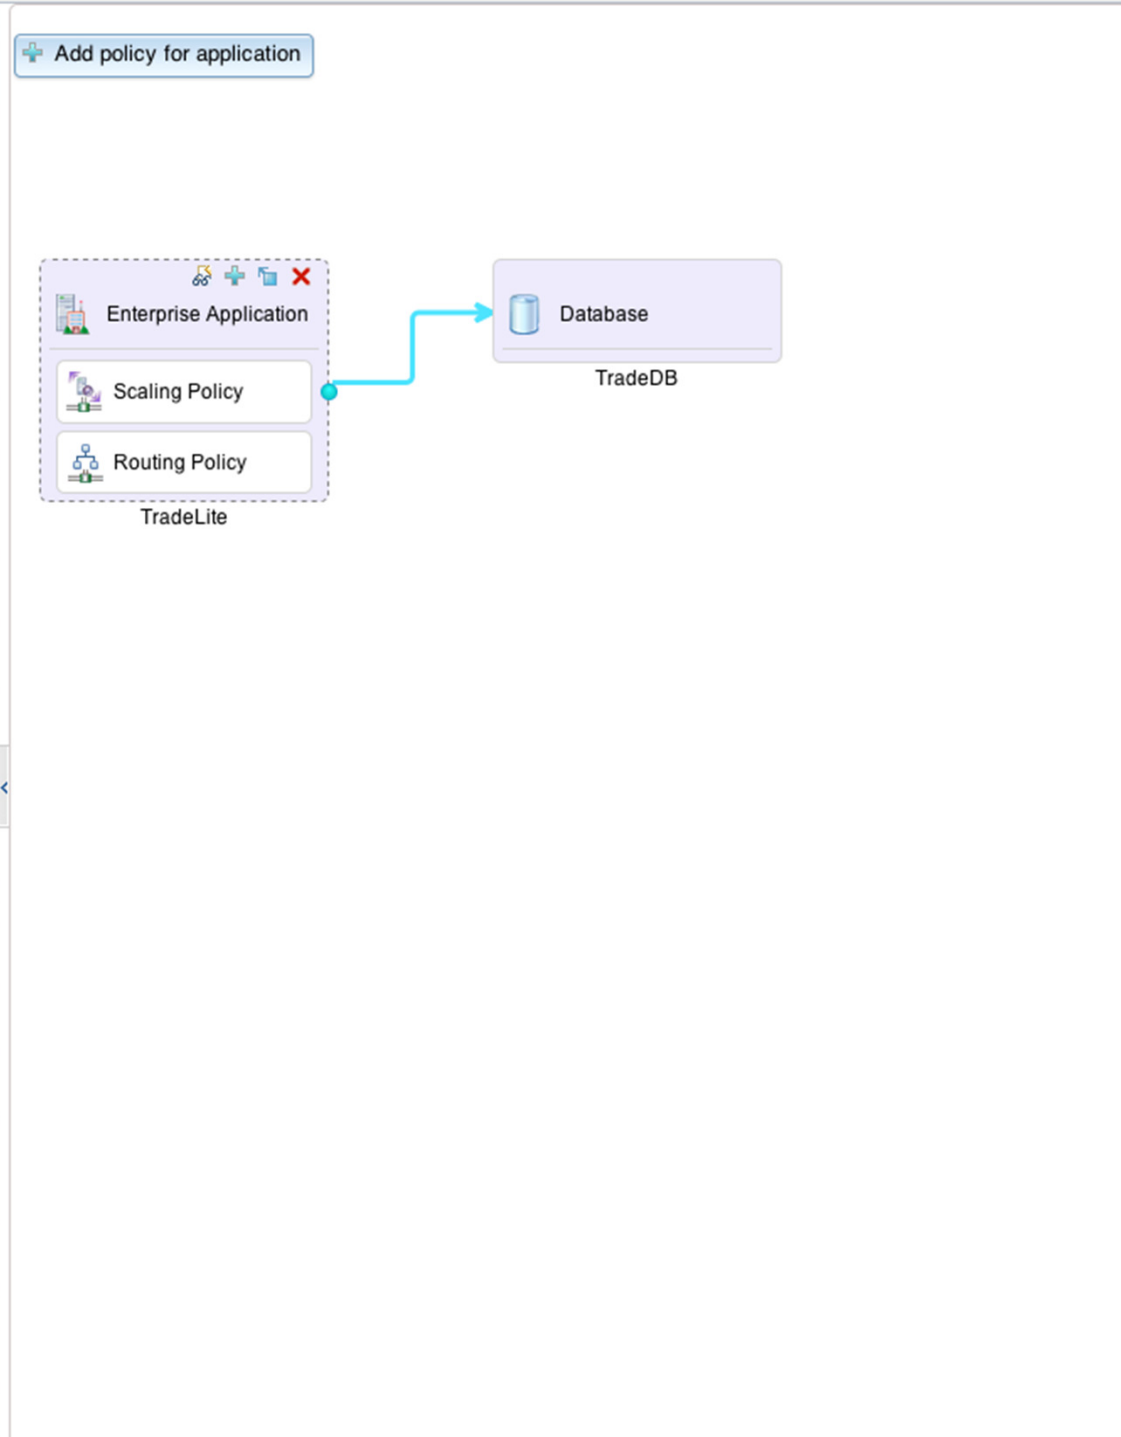 Add policy for application
Enterprise Application
Database
Scaling Policy
TradeDB
Routing Policy
TradeLite